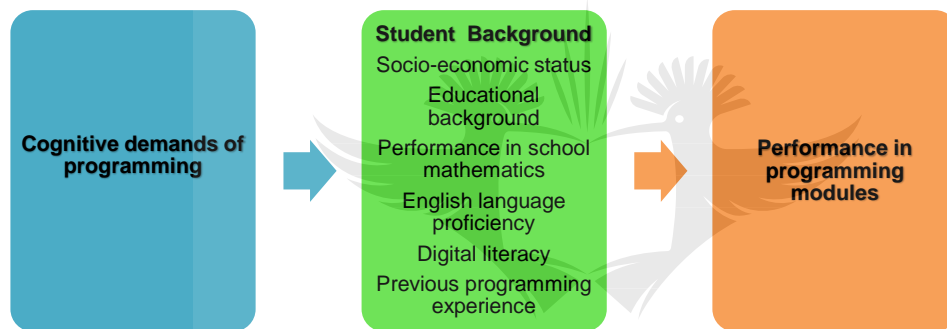 Cognitive demands of
programming
Student Background
Socio-economic status
Educational
background
Performance in school
mathematics
English language
proficiency
Digital literacy
Previous programming
experience
Performance in
programming
modules